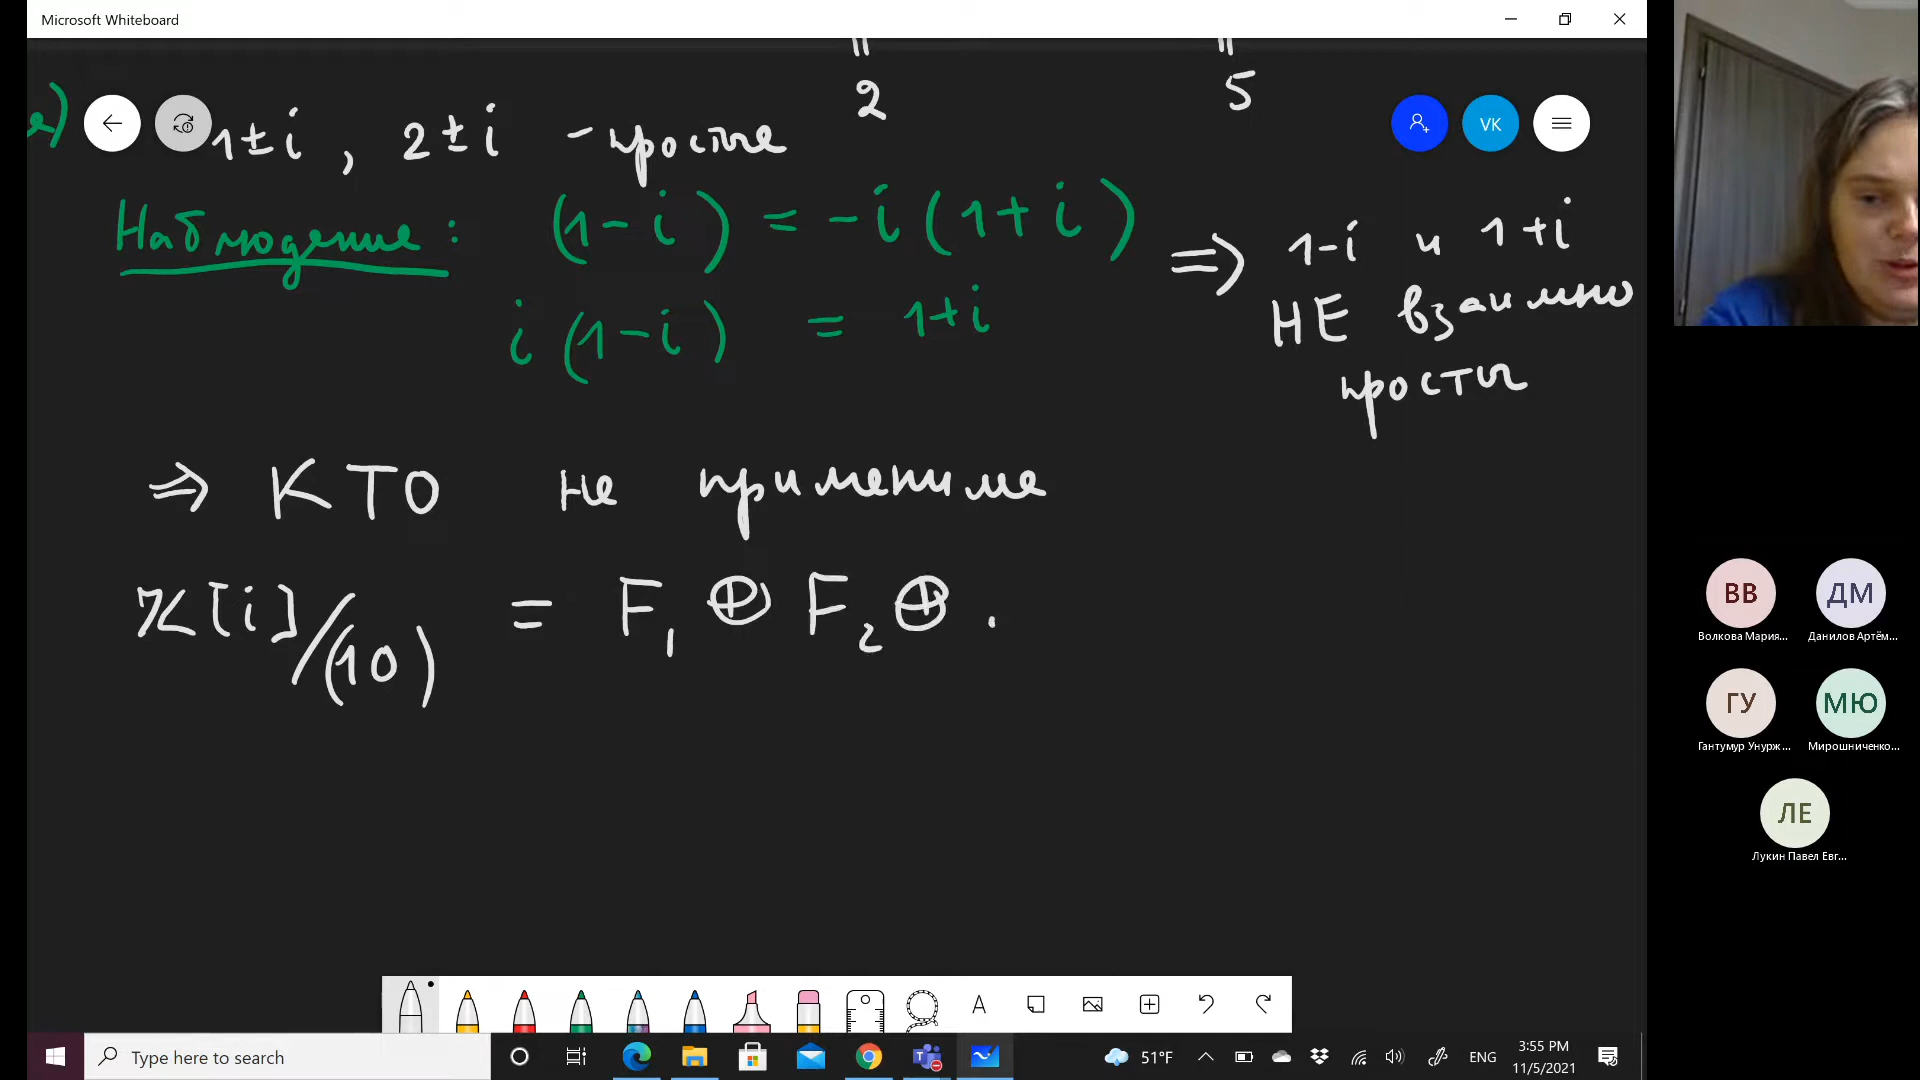 Microsoft Whiteboard
2
5
1±i, 2±i - простые
VK
Наблюдение: (1-i) = -i(1+i)
i(1-i) = 1+i
⇒ 1-i и 1+i
НЕ взаимно
просты
⇒ КТО не применима
ℤ[i]/(10) = F₁ ⊕ F₂ ⊕ .
ВВ
Волкова Мария...
ДМ
Данилов Артём...
ГУ
Гантумур Унурж...
МЮ
Мирошниченко...
ЛЕ
Лукин Павел Евг...
A
Type here to search
51°F
ENG
3:55 PM
11/5/2021